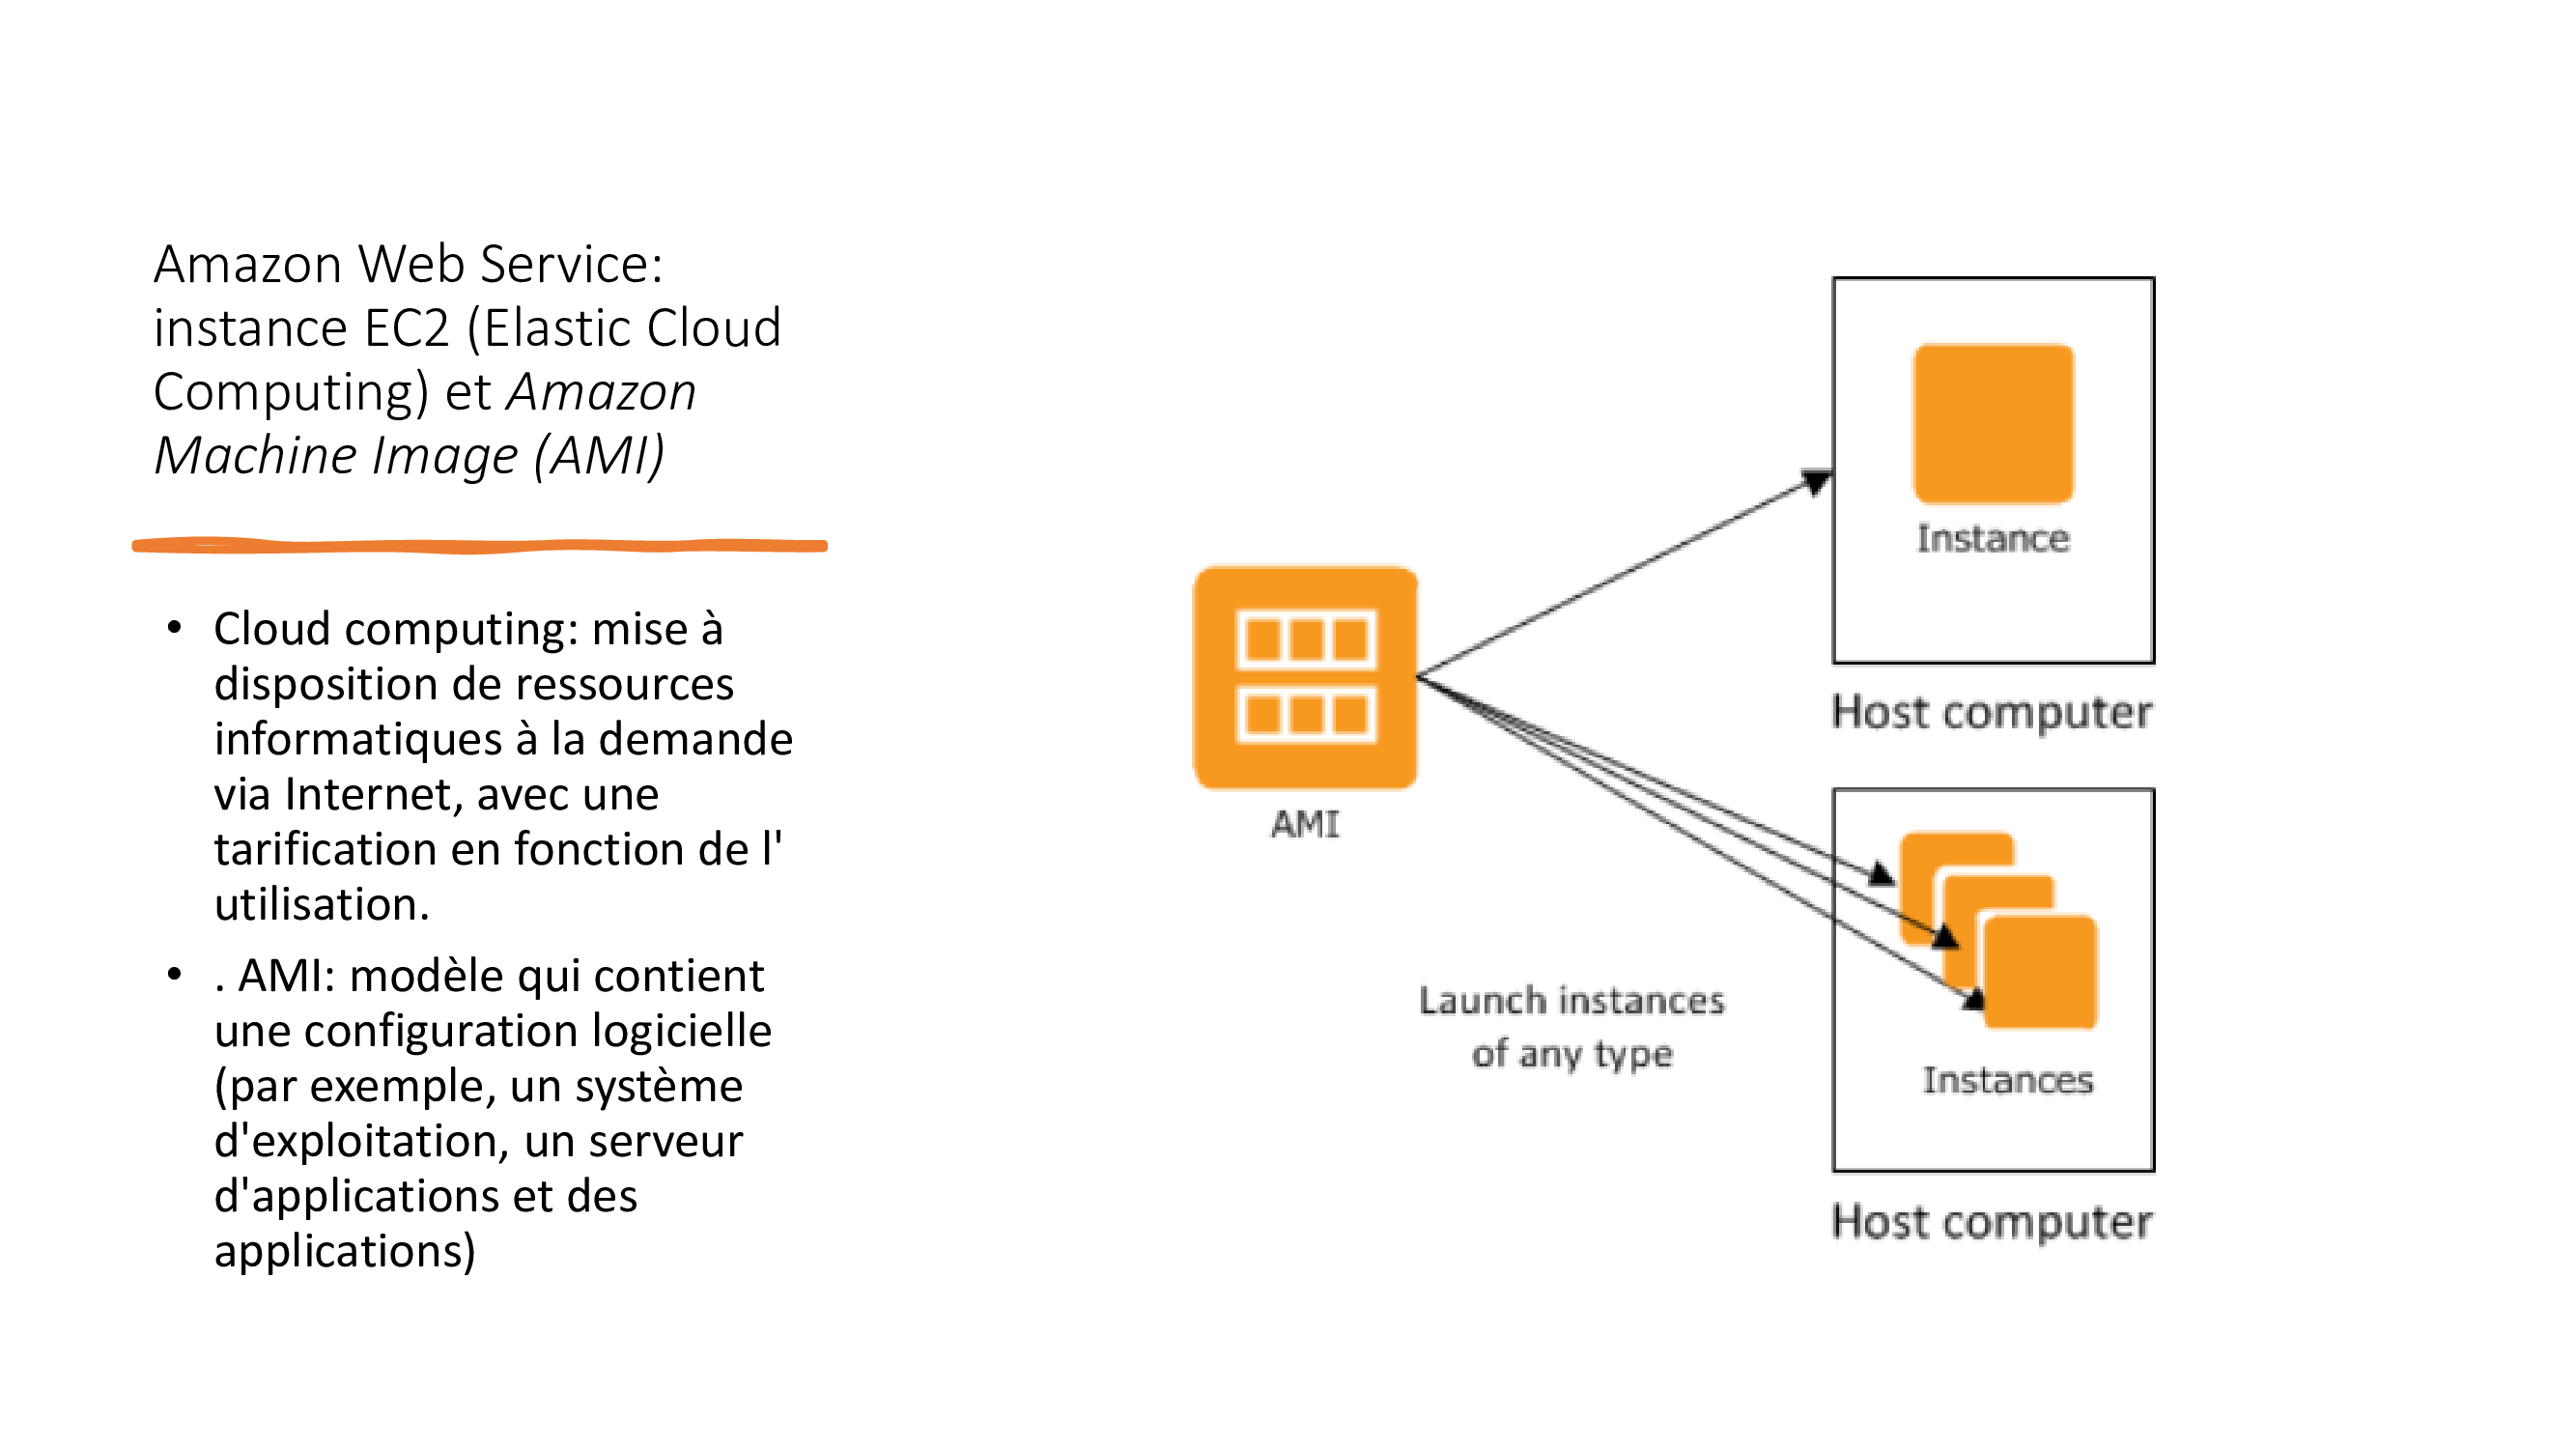 Amazon Web Service:
instance EC2 (Elastic Cloud
Computing) et Amazon
Machine Image (AMI)
• Cloud computing: mise à
disposition de ressources
informatiques à la demande
via Internet, avec une
tarification en fonction de l'
utilisation.
• . AMI: modèle qui contient
une configuration logicielle
(par exemple, un système
d'exploitation, un serveur
d'applications et des
applications)
AMI
Launch instances
of any type
Instance
Host computer
Instances
Host computer